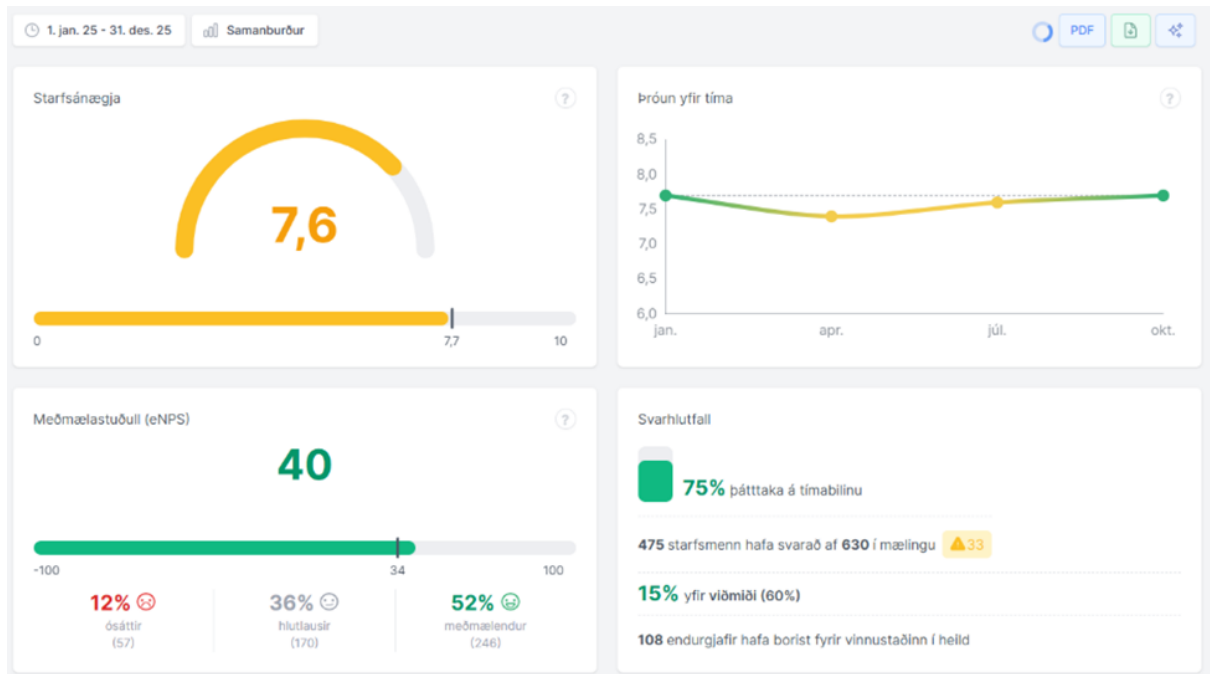 1. jan. 25 - 31. des. 25
Samanburður
PDF
Starfsánægja
?
7,6
0
7,7
10
Þróun yfir tíma
?
8,5
8,0
7,5
7,0
6,5
6,0
jan.
apr.
júl.
okt.
Meðmælastuðull (eNPS)
?
40
-100
34
100
12%
ósáttir
(57)
36%
hlutlausir
(170)
52%
meðmælendur
(246)
Svarhlutfall
75% þátttaka á tímabilinu
475 starfsmenn hafa svarað af 630 í mælingu 33
15% yfir viðmiði (60%)
108 endurgjafir hafa borist fyrir vinnustaðinn í heild